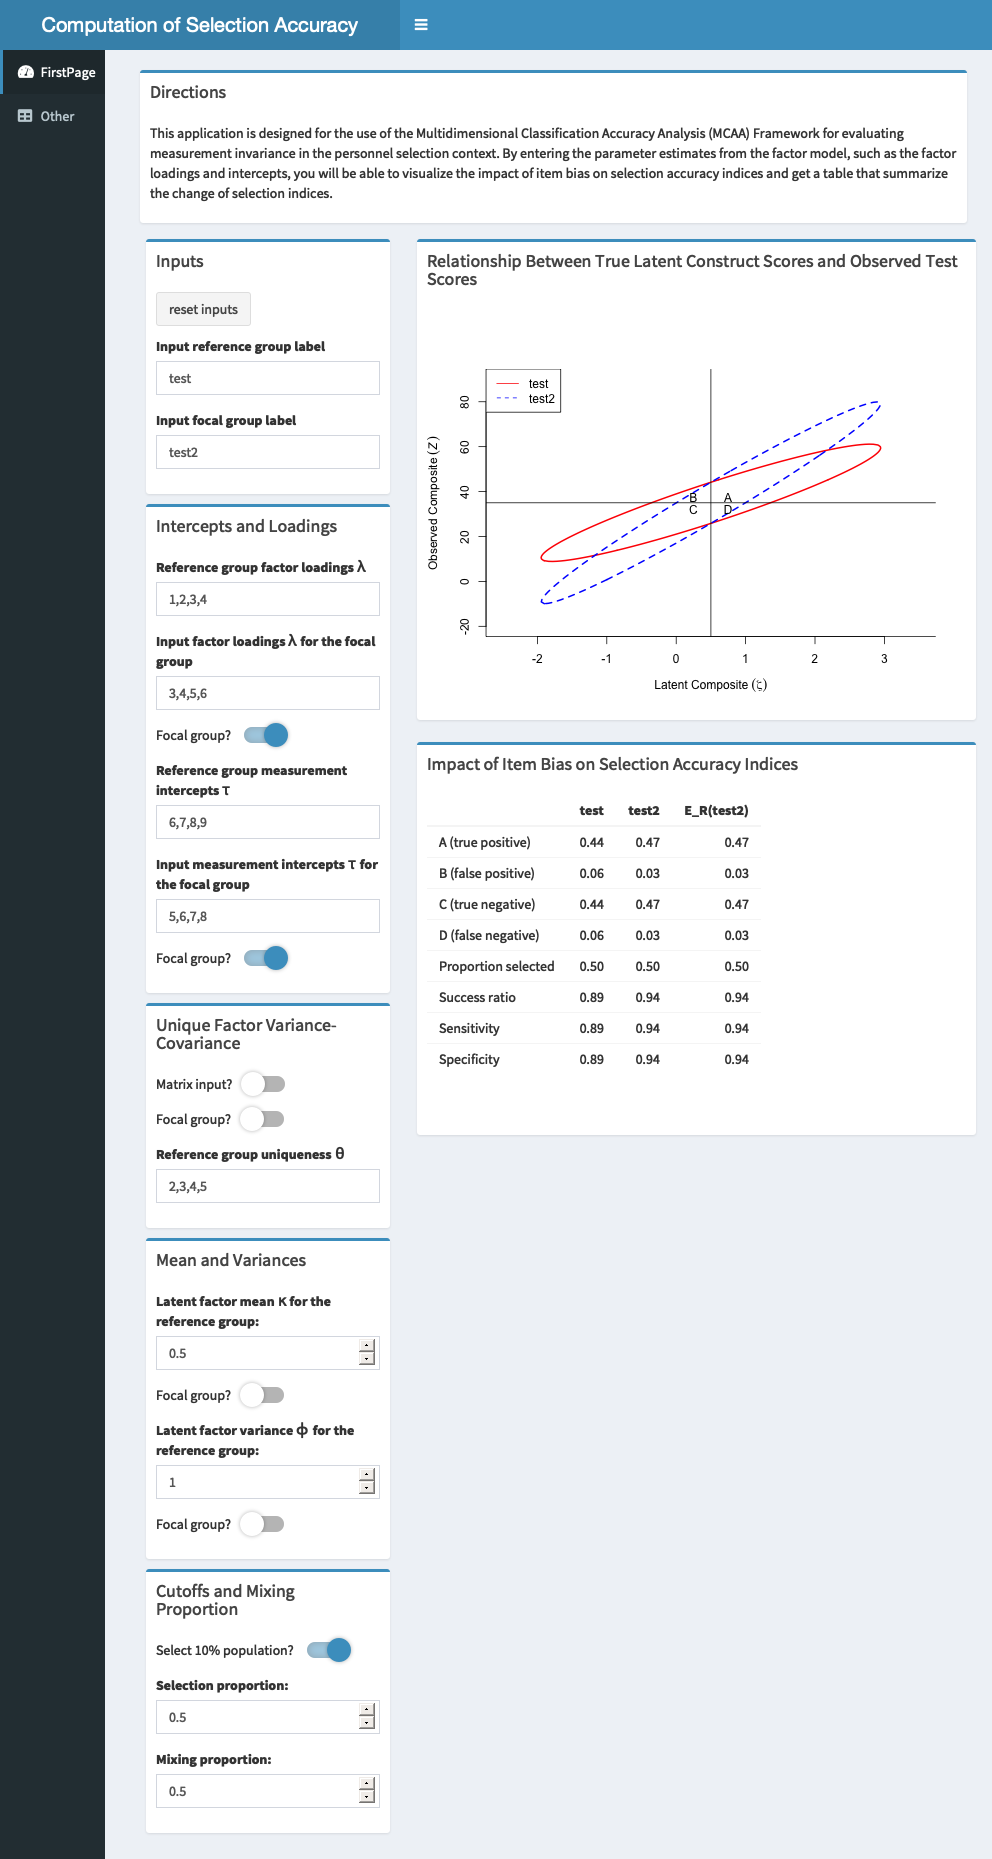 Computation of Selection Accuracy
FirstPage
Other
Directions
This application is designed for the use of the Multidimensional Classification Accuracy Analysis (MCAA) Framework for evaluating
measurement invariance in the personnel selection context. By entering the parameter estimates from the factor model, such as the factor
loadings and intercepts, you will be able to visualize the impact of item bias on selection accuracy indices and get a table that summarize
the change of selection indices.
Inputs
reset inputs
Input reference group label
test
Input focal group label
test2
Intercepts and Loadings
Reference group factor loadings λ
1,2,3,4
Input factor loadings λ for the focal
group
3,4,5,6
Focal group?
Reference group measurement
intercepts τ
6,7,8,9
Input measurement intercepts τ for
the focal group
5,6,7,8
Focal group?
Unique Factor Variance-
Covariance
Matrix input?
Focal group?
Reference group uniqueness θ
2,3,4,5
Mean and Variances
Latent factor mean κ for the
reference group:
0.5
Focal group?
Latent factor variance ϕ for the
reference group:
1
Focal group?
Cutoffs and Mixing
Proportion
Select 10% population?
Selection proportion:
0.5
Mixing proportion:
0.5
Relationship Between True Latent Construct Scores and Observed Test
Scores
test
test2
80
60
40
20
0
-20
Observed Composite (Z)
B A
C D
-2 -1 0 1 2 3
Latent Composite (ζ)
Impact of Item Bias on Selection Accuracy Indices
test test2 E_R(test2)
A (true positive) 0.44 0.47 0.47
B (false positive) 0.06 0.03 0.03
C (true negative) 0.44 0.47 0.47
D (false negative) 0.06 0.03 0.03
Proportion selected 0.50 0.50 0.50
Success ratio 0.89 0.94 0.94
Sensitivity 0.89 0.94 0.94
Specificity 0.89 0.94 0.94